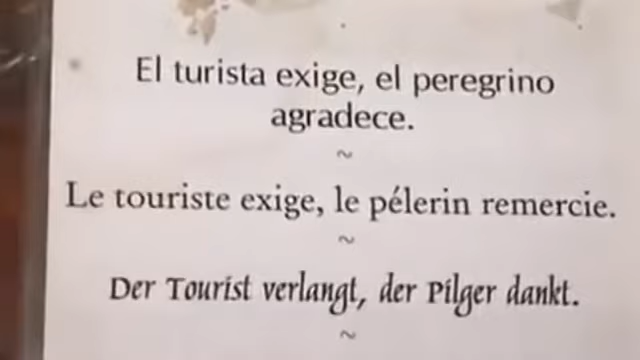 El turista exige, el peregrino
agradece.
~
Le touriste exige, le pélerin remercie.
~
Der Tourist verlangt, der Pilger dankt.
~